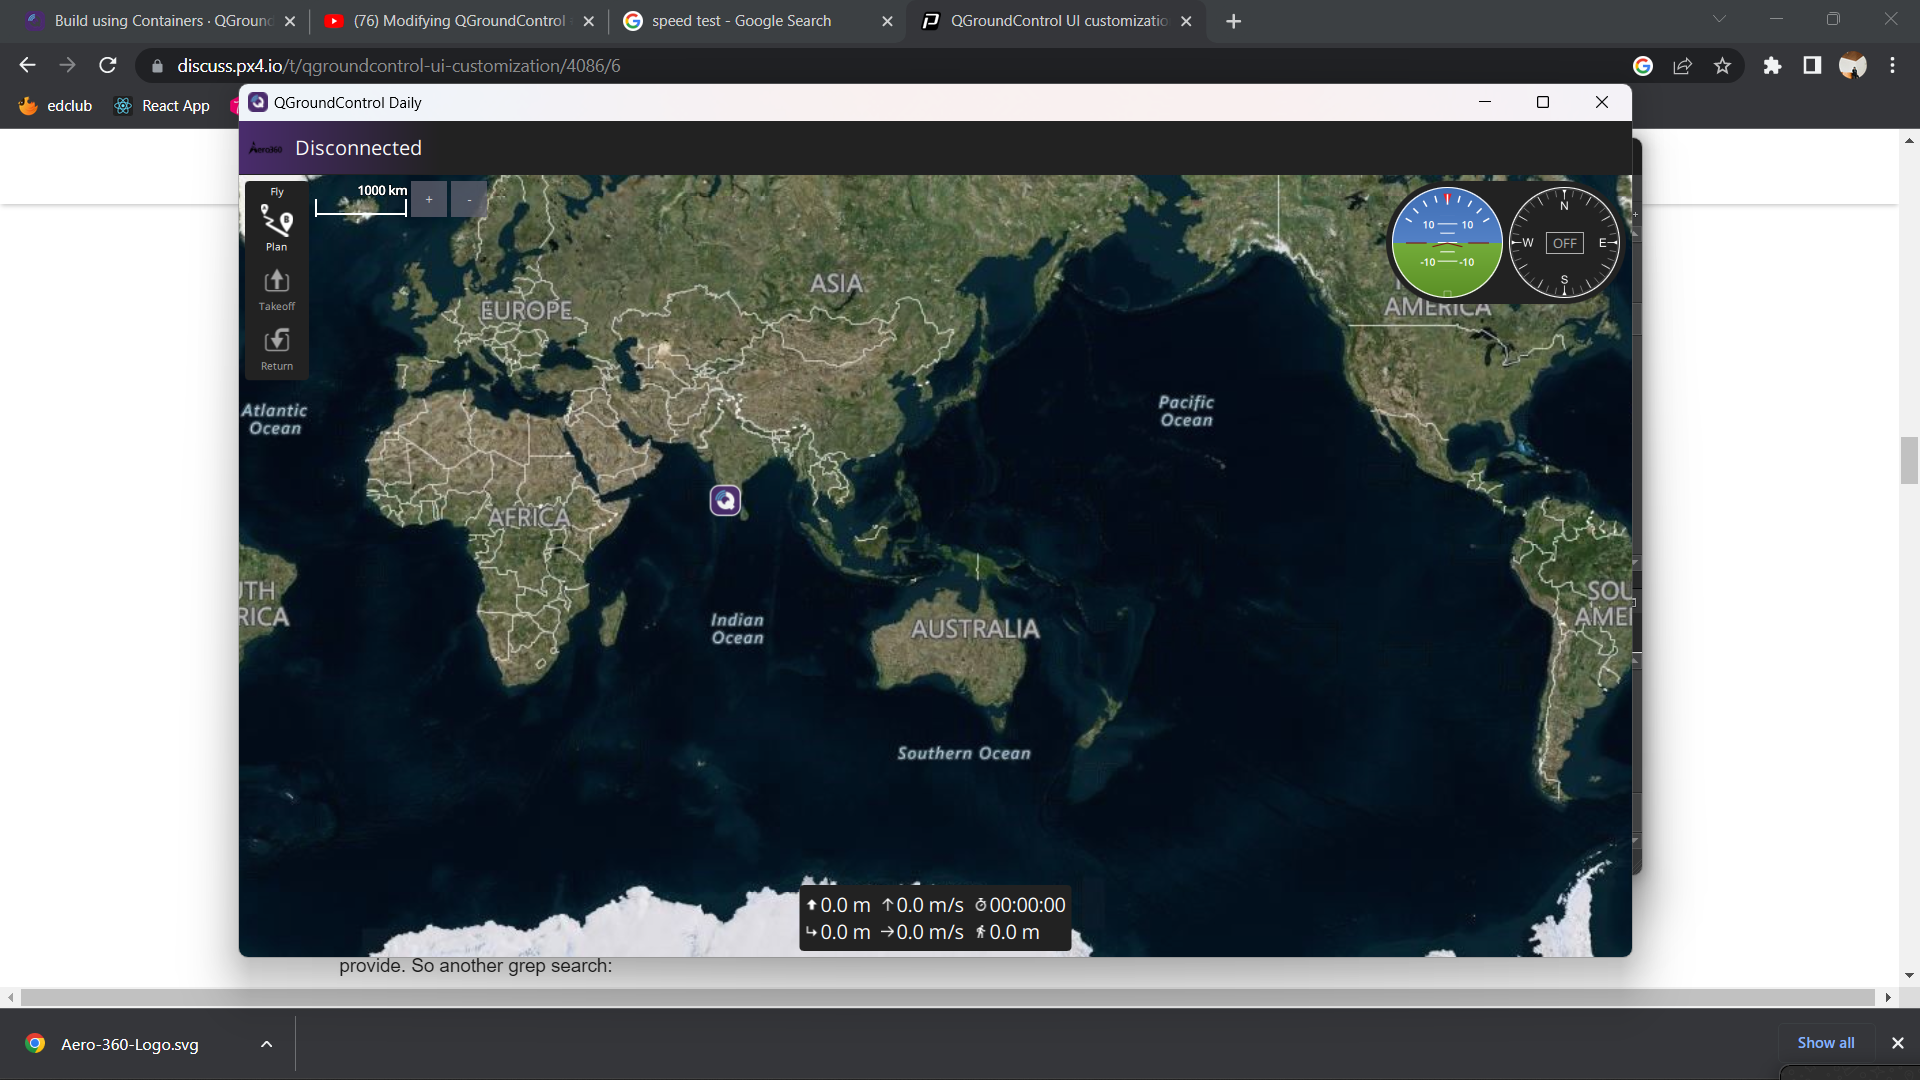 Build using Containers · QGround
(76) Modifying QGroundControl
speed test - Google Search
QGroundControl UI customizatio
discuss.px4.io/t/qgroundcontrol-ui-customization/4086/6
edclub
React App
QGroundControl Daily
Aero360
Disconnected
Fly
Plan
Takeoff
Return
1000 km
+
-
10 10
-10 -10
N
W
OFF
E
S
ASIA
EUROPE
AMERICA
Atlantic
Ocean
Pacific
Ocean
AFRICA
UTH
RICA
Indian
Ocean
AUSTRALIA
SOU
AMER
Southern Ocean
0.0 m 0.0 m/s 00:00:00
0.0 m 0.0 m/s 0.0 m
provide. So another grep search:
Aero-360-Logo.svg
Show all